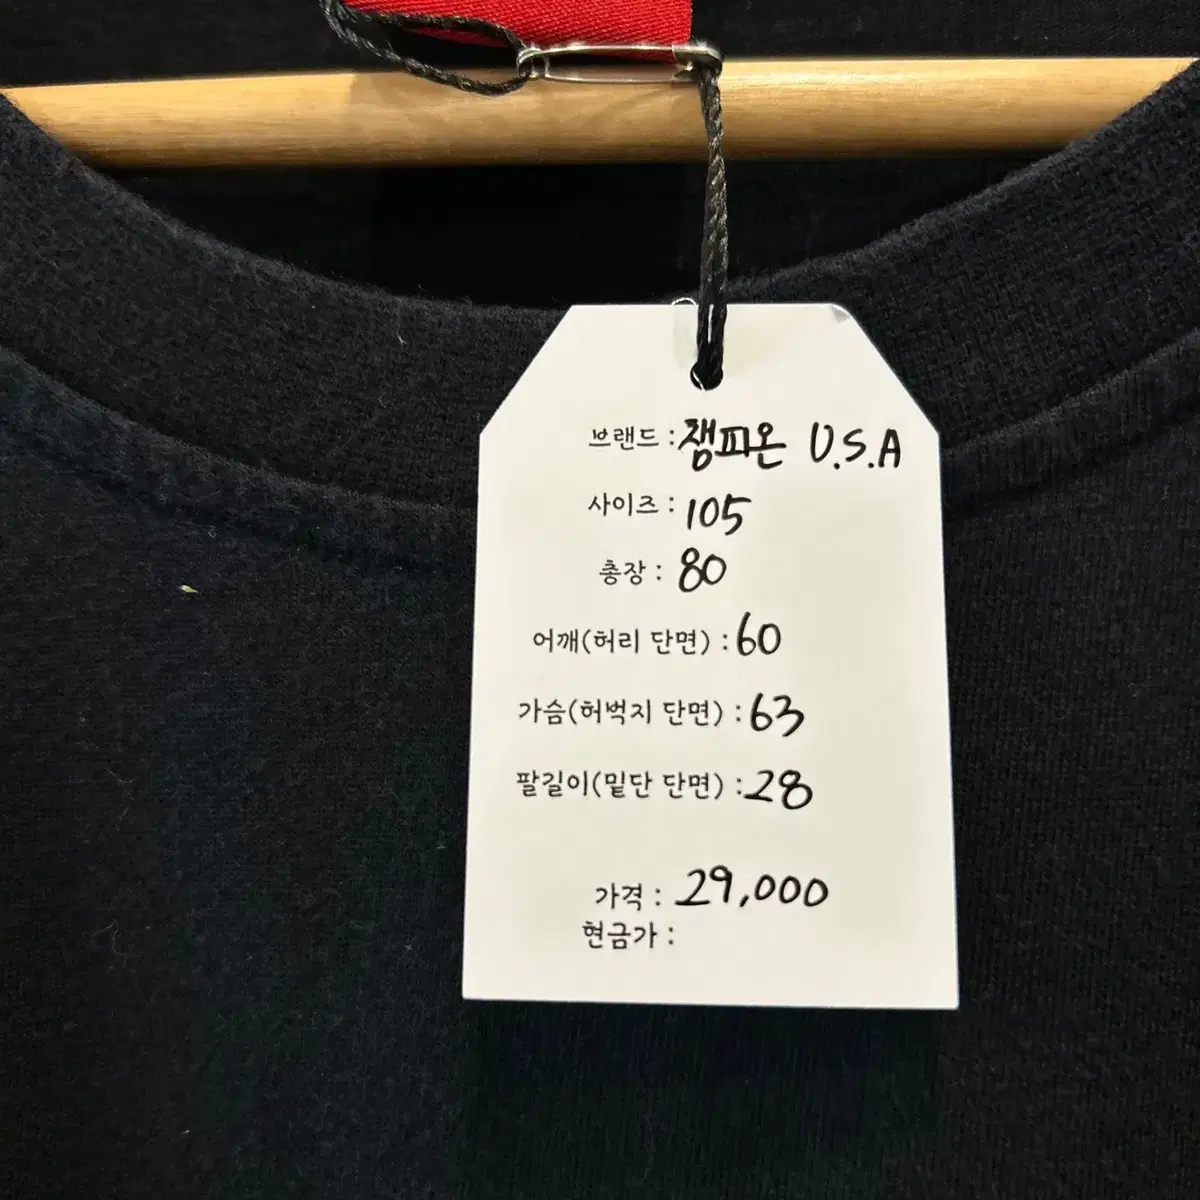 브랜드 : 챔피온 U.S.A
사이즈 : 105
총장 : 80
어깨(허리 단면) : 60
가슴(허벅지 단면) : 63
팔길이(밑단 단면) : 28
가격 : 29,000
현금가 :